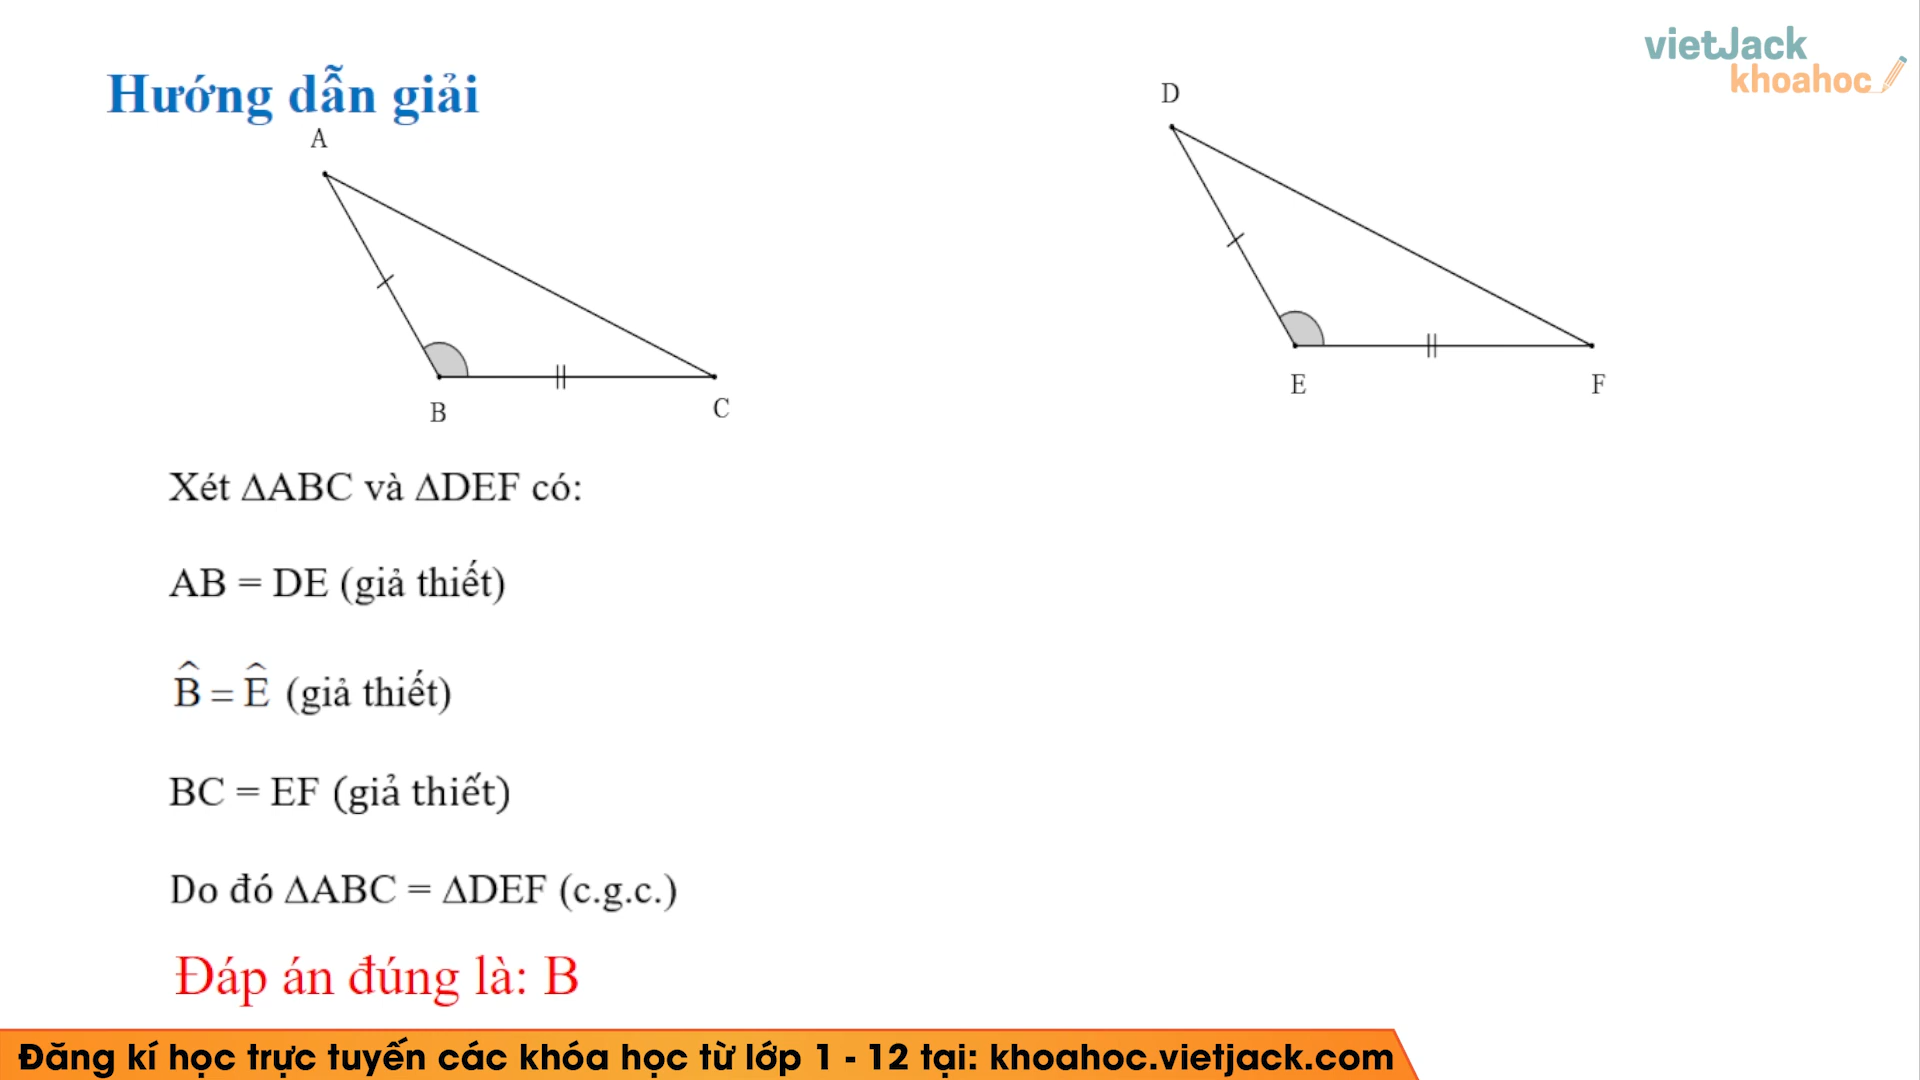 vietJack
khoahoc
Hướng dẫn giải
A
D
B
C
E
F
Xét ΔABC và ΔDEF có:
AB = DE (giả thiết)
B̂ = Ê (giả thiết)
BC = EF (giả thiết)
Do đó ΔABC = ΔDEF (c.g.c.)
Đáp án đúng là: B
Đăng kí học trực tuyến các khóa học từ lớp 1 - 12 tại: khoahoc.vietjack.com